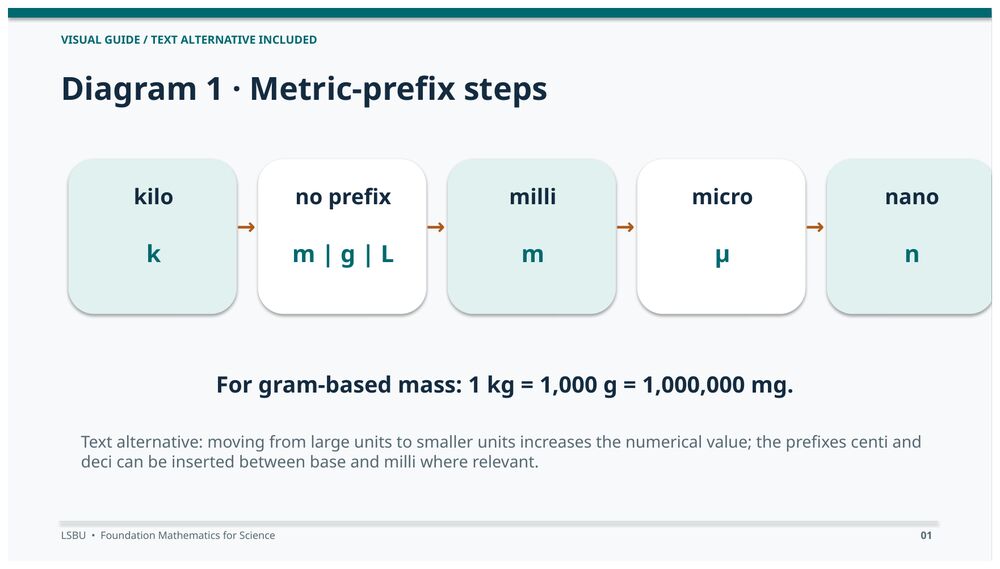 VISUAL GUIDE / TEXT ALTERNATIVE INCLUDED
Diagram 1 · Metric-prefix steps
kilo → no prefix → milli → micro → nano
k m | g | L m µ n
For gram-based mass: 1 kg = 1,000 g = 1,000,000 mg.
Text alternative: moving from large units to smaller units increases the numerical value; the prefixes centi and
deci can be inserted between base and milli where relevant.
LSBU • Foundation Mathematics for Science 01